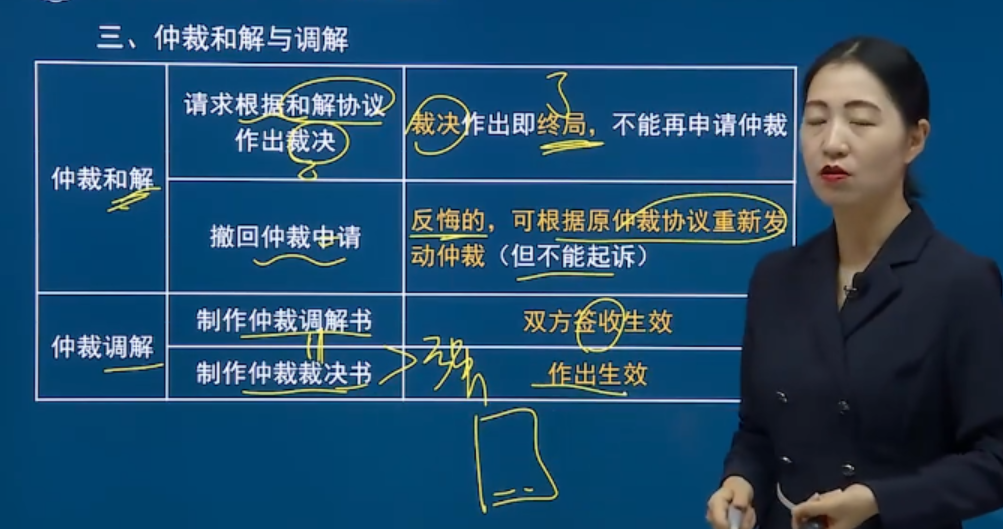 三、仲裁和解与调解
仲裁和解
请求根据和解协议
作出裁决
裁决作出即终局，不能再申请仲裁
撤回仲裁申请
反悔的，可根据原仲裁协议重新发
动仲裁（但不能起诉）
仲裁调解
制作仲裁调解书
双方签收生效
制作仲裁裁决书
作出生效
强